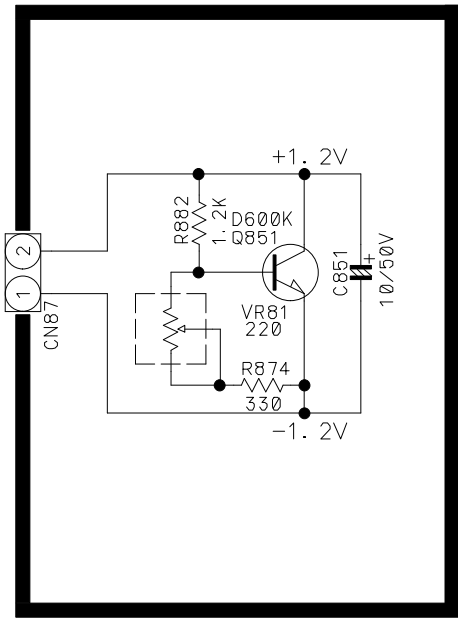 +1.2V
R882
1.2K
D600K
Q851
2
1
CN87
VR81
220
C851
+
10/50V
R874
330
-1.2V